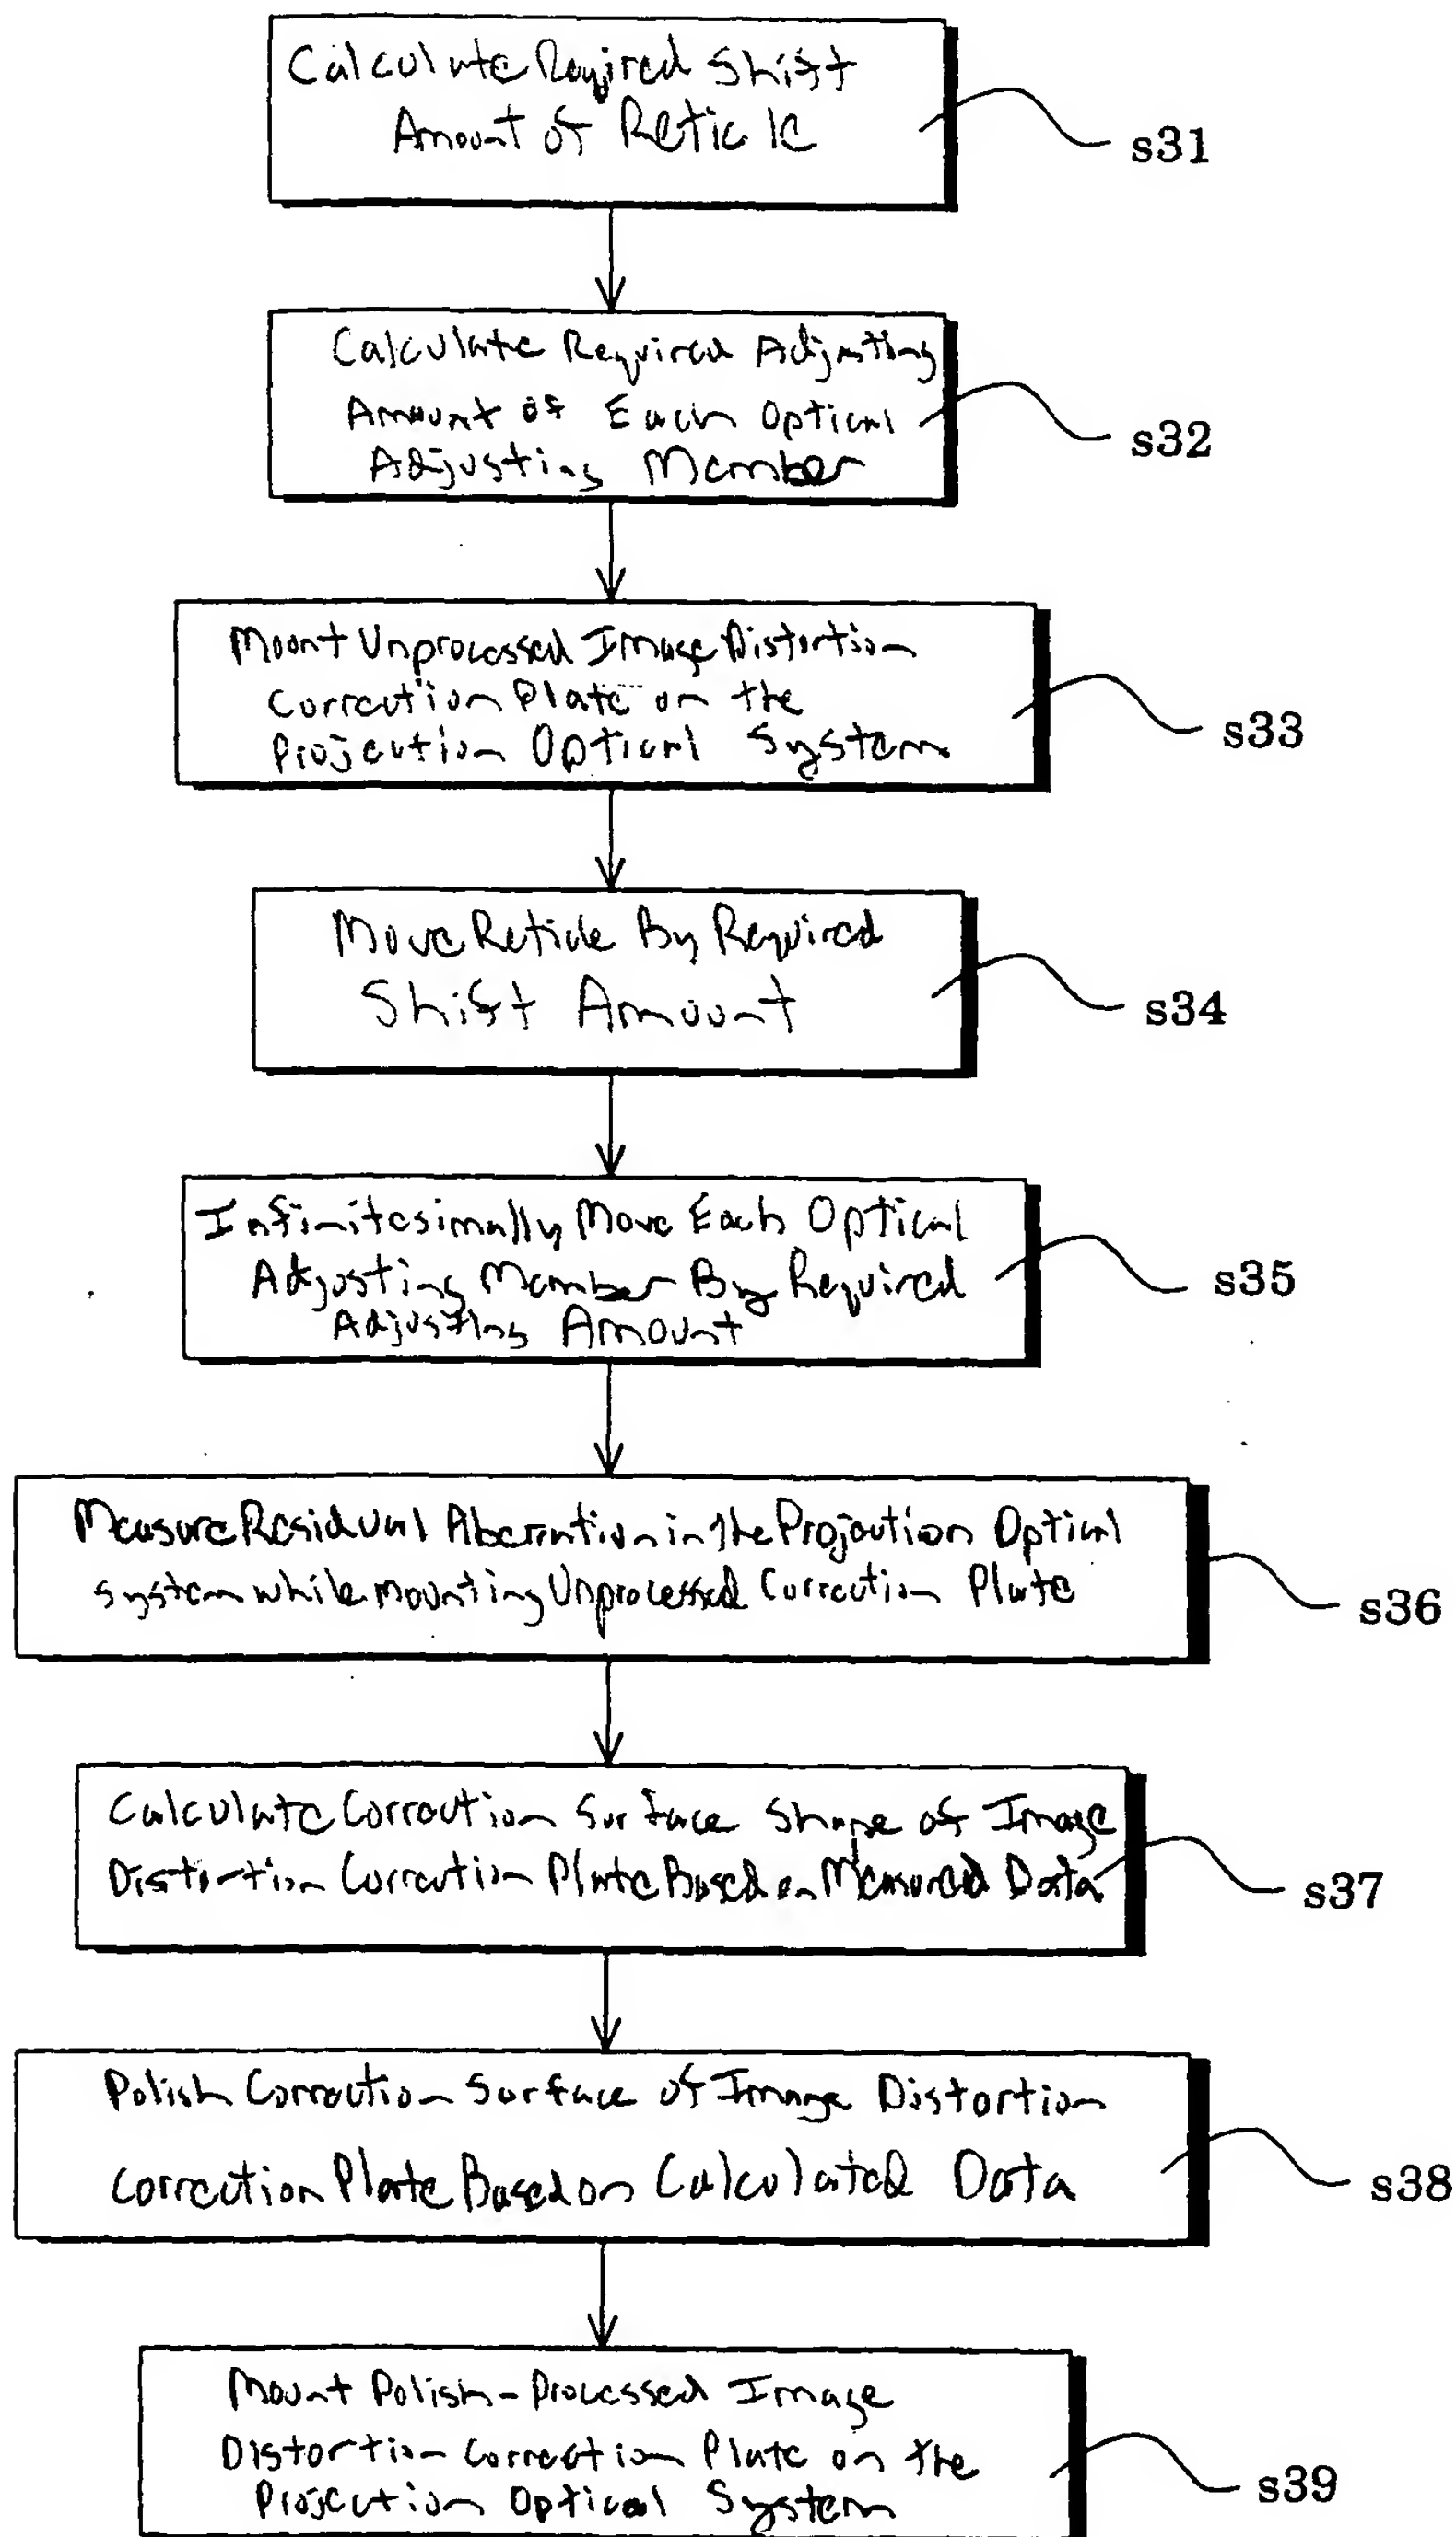 Calculate Required Shift
Amount of Reticle
s31
Calculate Required Adjusting
Amount of Each Optical
Adjusting Member
s32
Mount Unprocessed Image Distortion
Correction Plate on the
Projection Optical System
s33
Move Reticle By Required
Shift Amount
s34
Infinitesimally Move Each Optical
Adjusting Member By Required
Adjusting Amount
s35
Measure Residual Aberration in the Projection Optical
system while mounting Unprocessed Correction Plate
s36
Calculate Correction Surface Shape of Image
Distortion Correction Plate Based on Measured Data
s37
Polish Correction Surface of Image Distortion
Correction Plate Based on Calculated Data
s38
Mount Polish-Processed Image
Distortion Correction Plate on the
Projection Optical System
s39